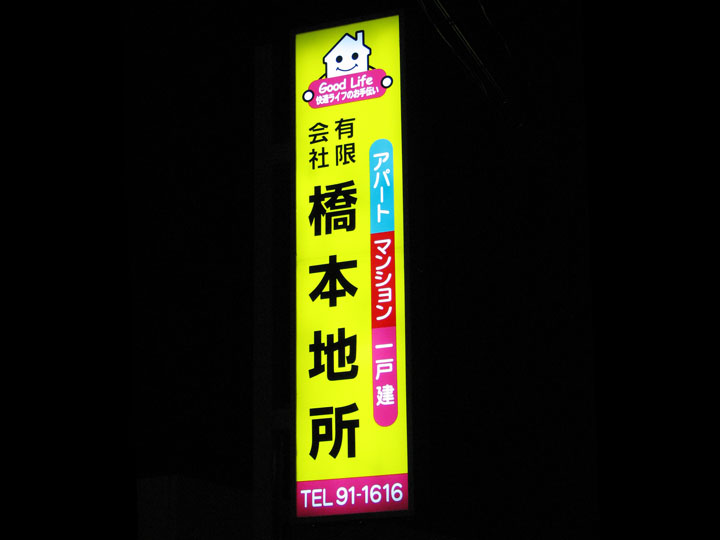 Good Life
快適ライフのお手伝い
有限
会社
橋本地所
アパート
マンション
一戸建
TEL 91-1616